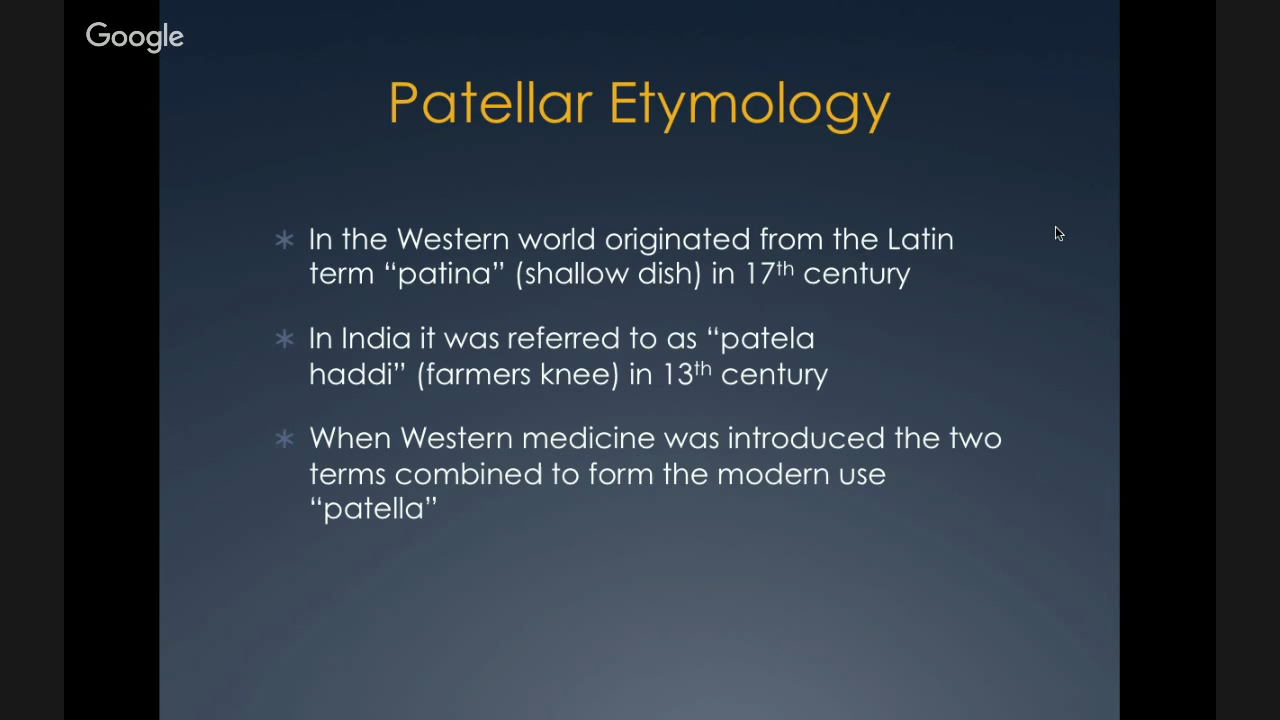 Google
Patellar Etymology
* In the Western world originated from the Latin
term “patina” (shallow dish) in 17th century
* In India it was referred to as “patela
haddi” (farmers knee) in 13th century
* When Western medicine was introduced the two
terms combined to form the modern use
“patella”